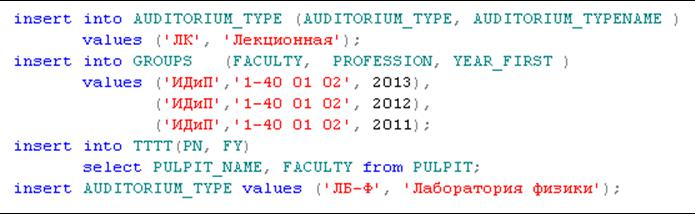 insert into AUDITORIUM_TYPE (AUDITORIUM_TYPE, AUDITORIUM_TYPENAME )
values ('ЛК', 'Лекционная');
insert into GROUPS (FACULTY, PROFESSION, YEAR_FIRST )
values ('ИДиП','1-40 01 02', 2013),
('ИДиП','1-40 01 02', 2012),
('ИДиП','1-40 01 02', 2011);
insert into TTTT(PN, FY)
select PULPIT_NAME, FACULTY from PULPIT;
insert AUDITORIUM_TYPE values ('ЛБ-Ф', 'Лаборатория физики');